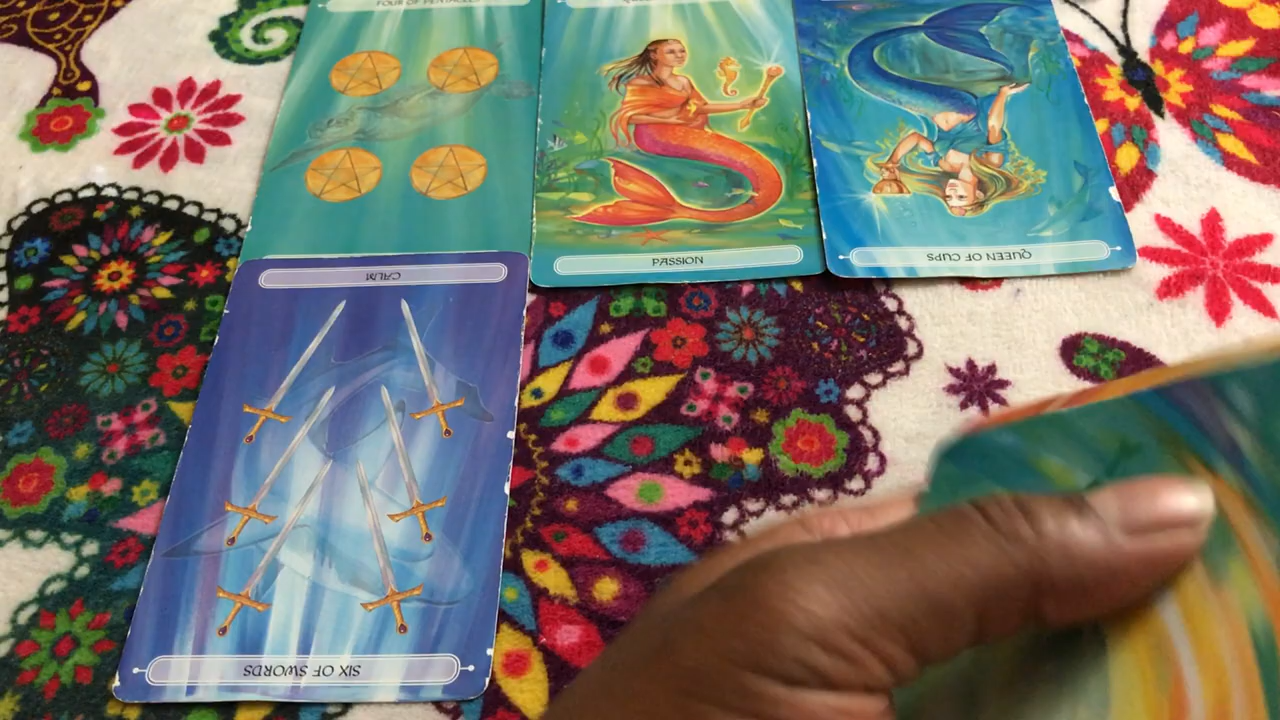 FOUR OF PENTACLES
PASSION
QUEEN OF CUPS
CALM
SIX OF SWORDS